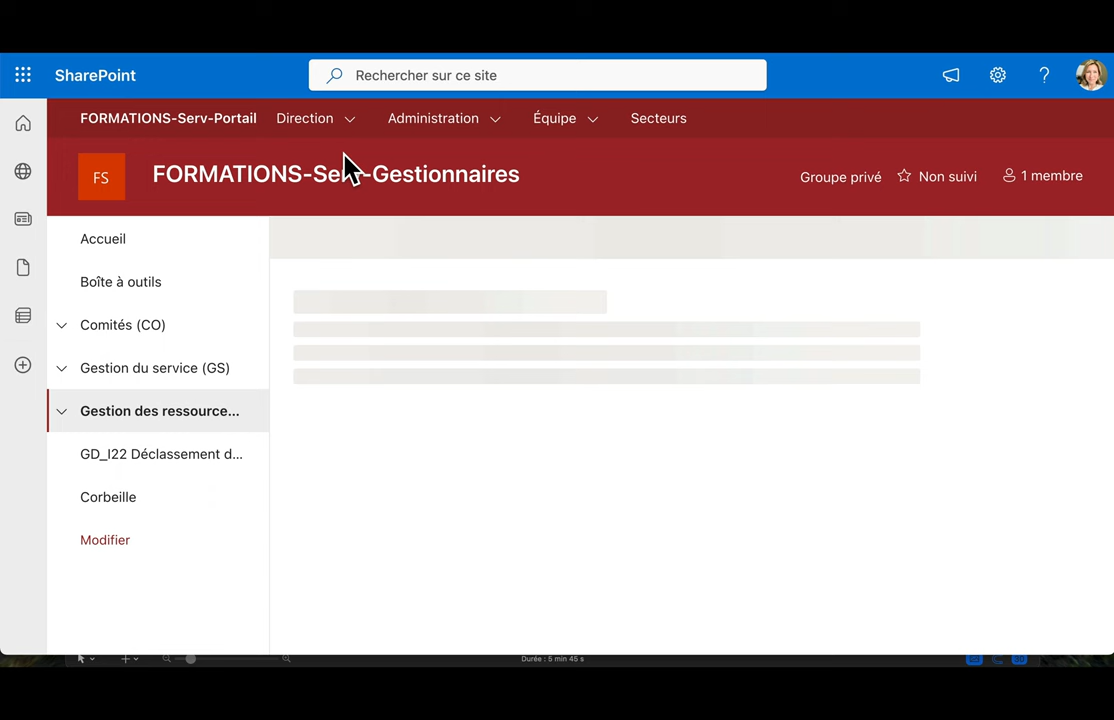 SharePoint
Rechercher sur ce site
FORMATIONS-Serv-Portail Direction Administration Équipe Secteurs
FS
FORMATIONS-Serv-Gestionnaires
Groupe privé Non suivi 1 membre
Accueil
Boîte à outils
Comités (CO)
Gestion du service (GS)
Gestion des ressource...
GD_I22 Déclassement d...
Corbeille
Modifier
Durée : 5 min 45 s